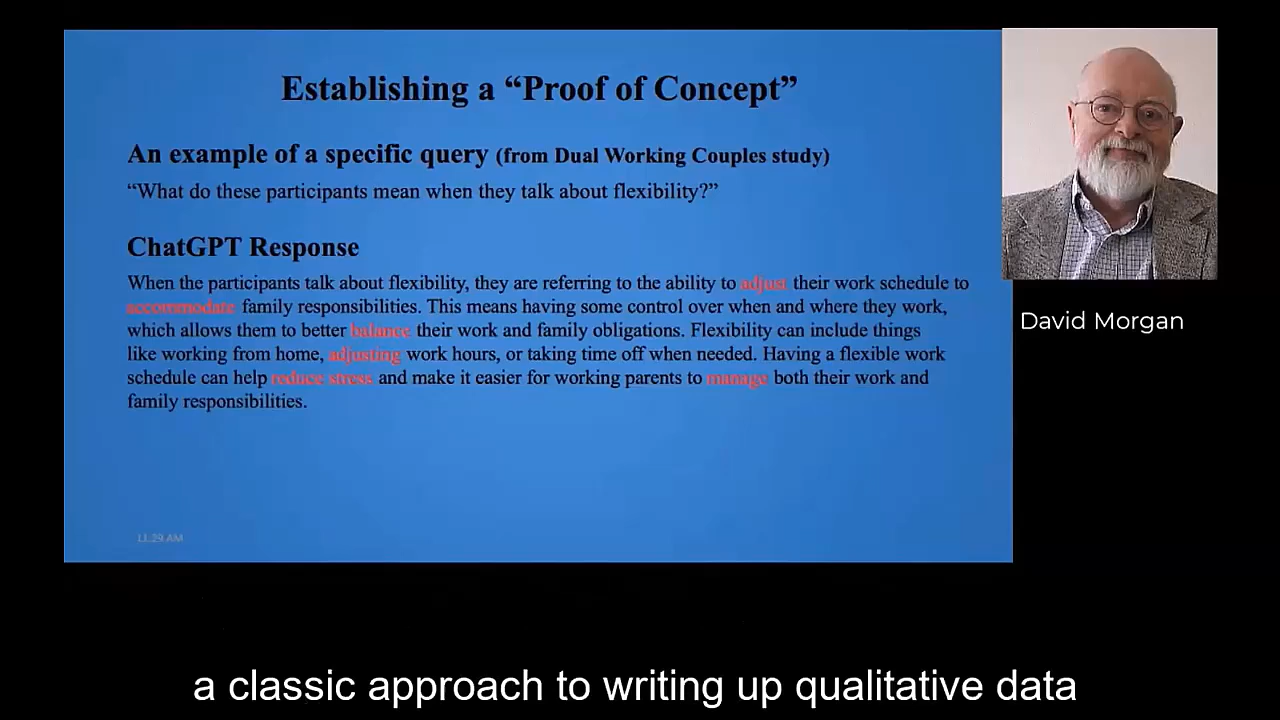 Establishing a “Proof of Concept”
An example of a specific query (from Dual Working Couples study)
“What do these participants mean when they talk about flexibility?”
ChatGPT Response
When the participants talk about flexibility, they are referring to the ability to adjust their work schedule to
accommodate family responsibilities. This means having some control over when and where they work,
which allows them to better balance their work and family obligations. Flexibility can include things
like working from home, adjusting work hours, or taking time off when needed. Having a flexible work
schedule can help reduce stress and make it easier for working parents to manage both their work and
family responsibilities.
11:29 AM
David Morgan
a classic approach to writing up qualitative data